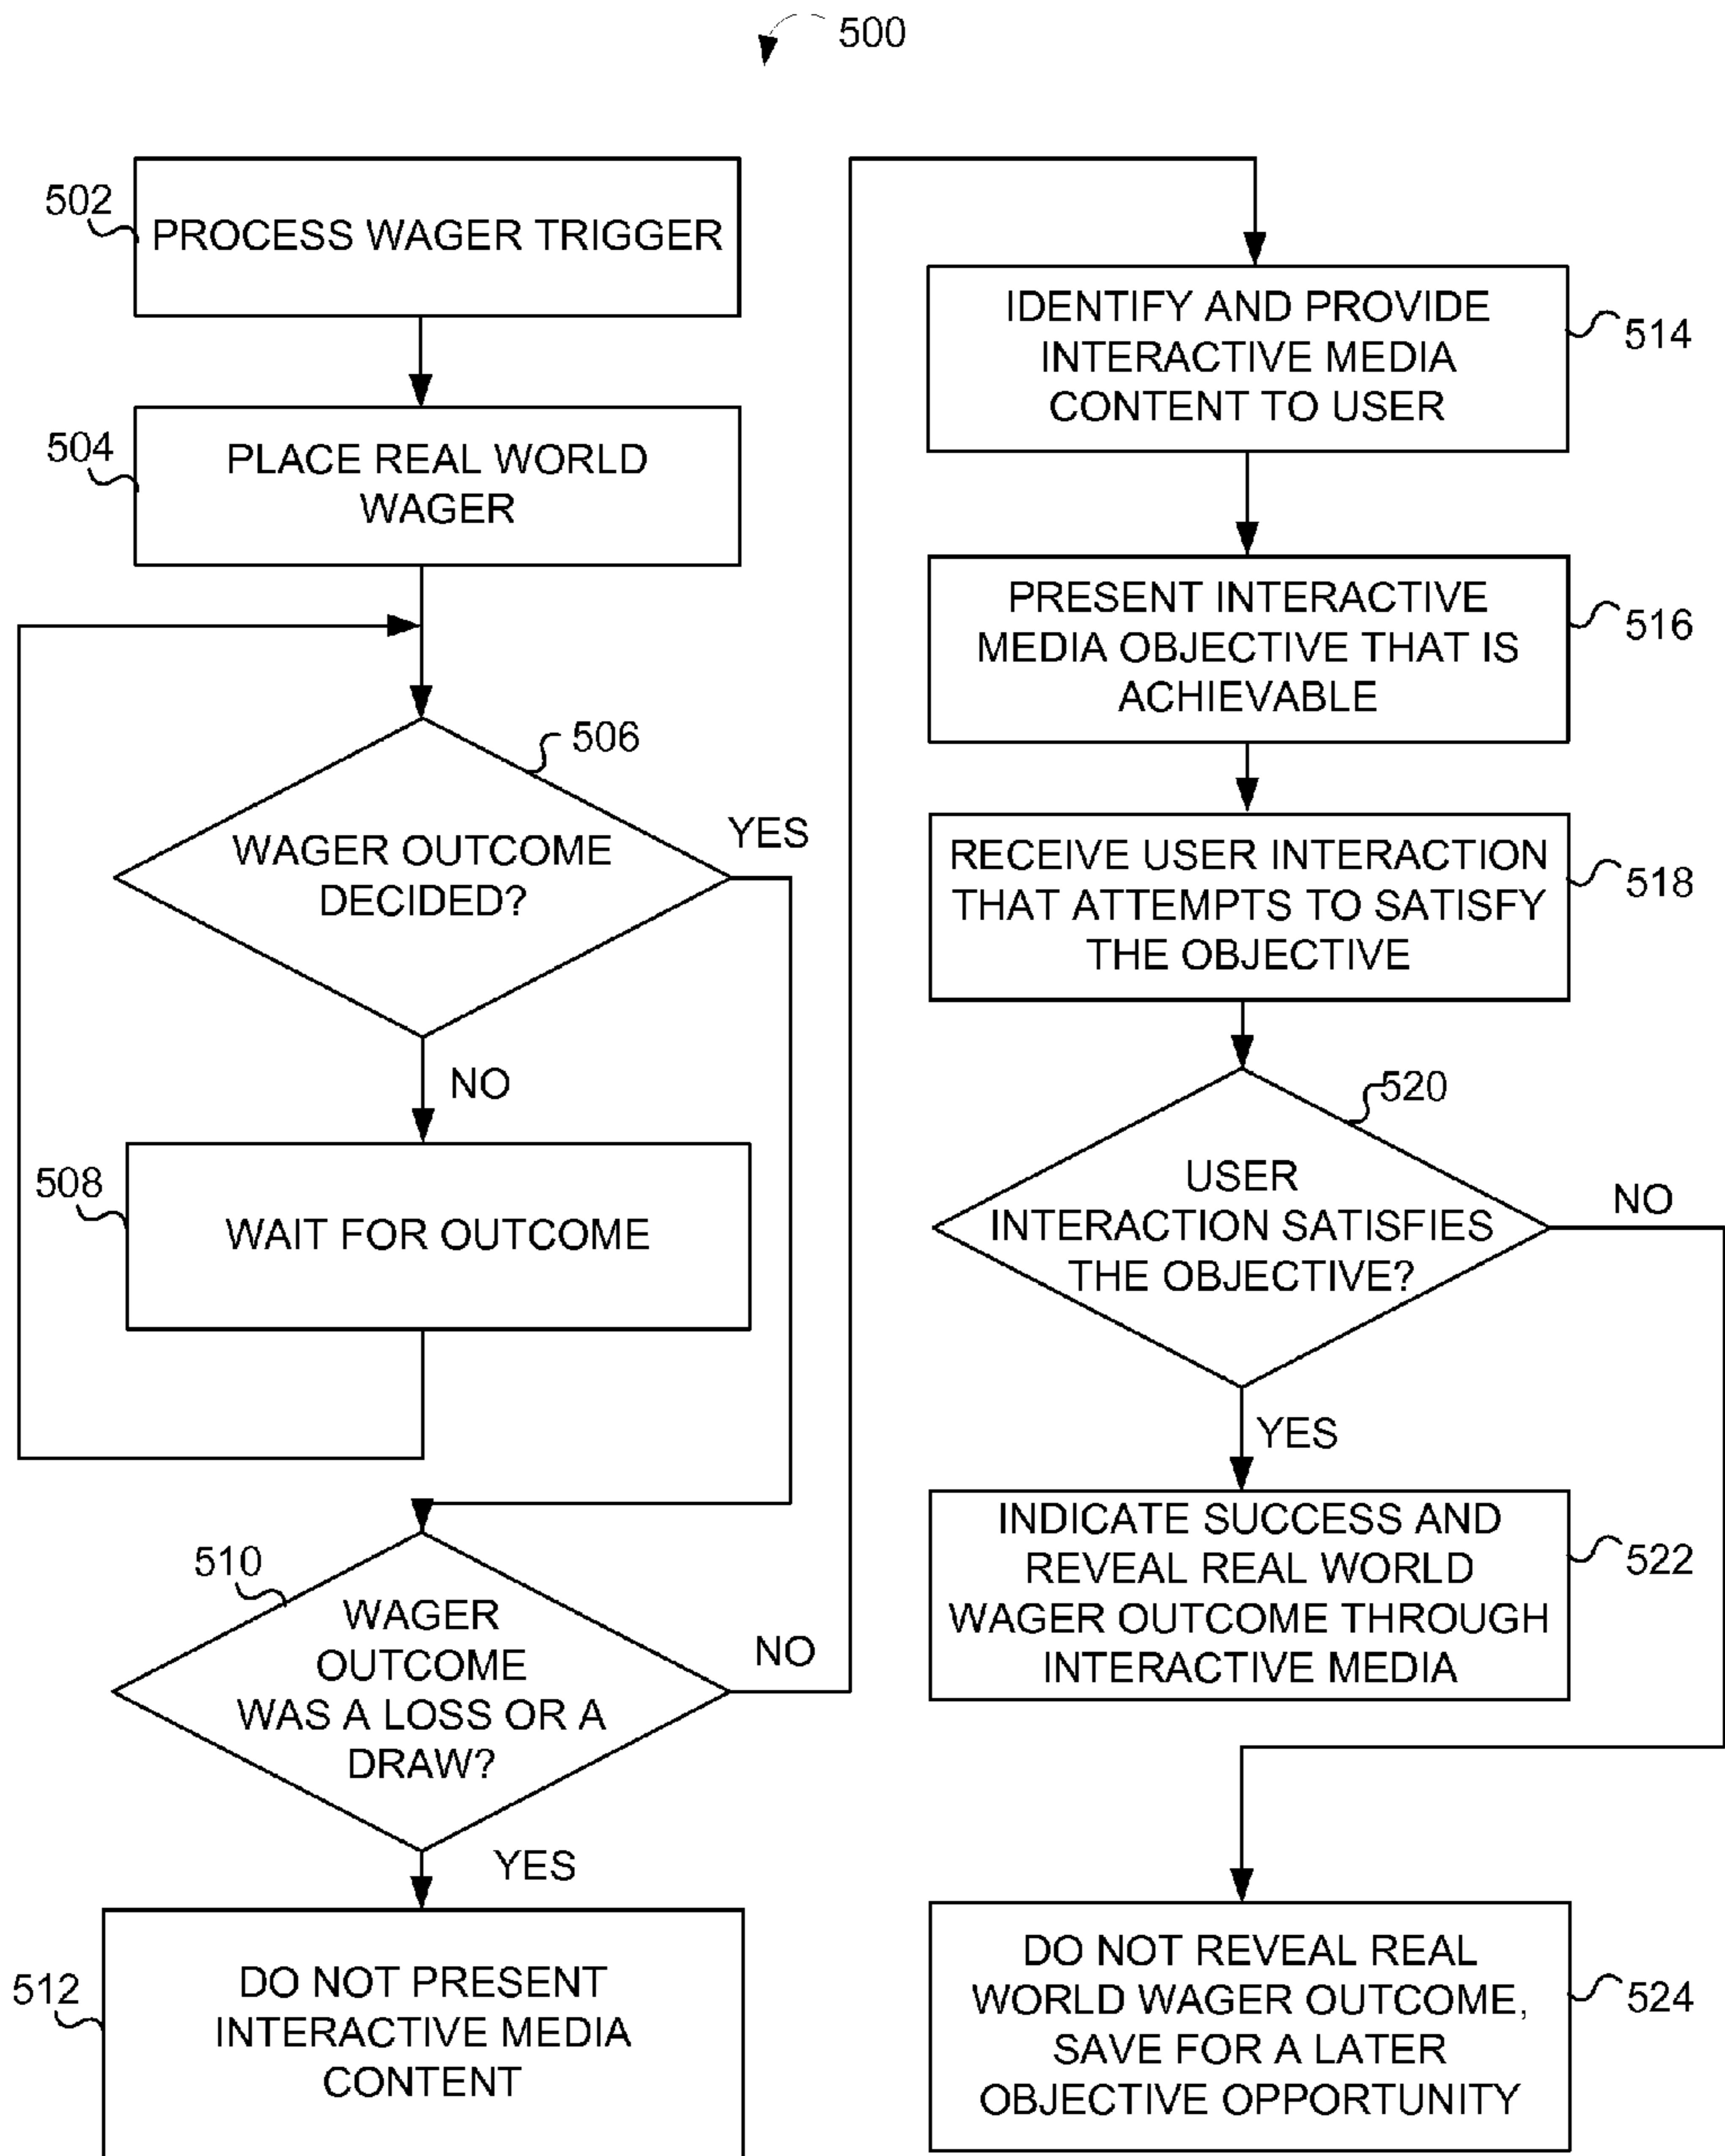 500
502
PROCESS WAGER TRIGGER
504
PLACE REAL WORLD
WAGER
506
WAGER OUTCOME
DECIDED?
YES
NO
508
WAIT FOR OUTCOME
510
WAGER
OUTCOME
WAS A LOSS OR A
DRAW?
NO
YES
512
DO NOT PRESENT
INTERACTIVE MEDIA
CONTENT
IDENTIFY AND PROVIDE
INTERACTIVE MEDIA
CONTENT TO USER
514
PRESENT INTERACTIVE
MEDIA OBJECTIVE THAT IS
ACHIEVABLE
516
RECEIVE USER INTERACTION
THAT ATTEMPTS TO SATISFY
THE OBJECTIVE
518
520
USER
INTERACTION SATISFIES
THE OBJECTIVE?
NO
YES
INDICATE SUCCESS AND
REVEAL REAL WORLD
WAGER OUTCOME THROUGH
INTERACTIVE MEDIA
522
DO NOT REVEAL REAL
WORLD WAGER OUTCOME,
SAVE FOR A LATER
OBJECTIVE OPPORTUNITY
524